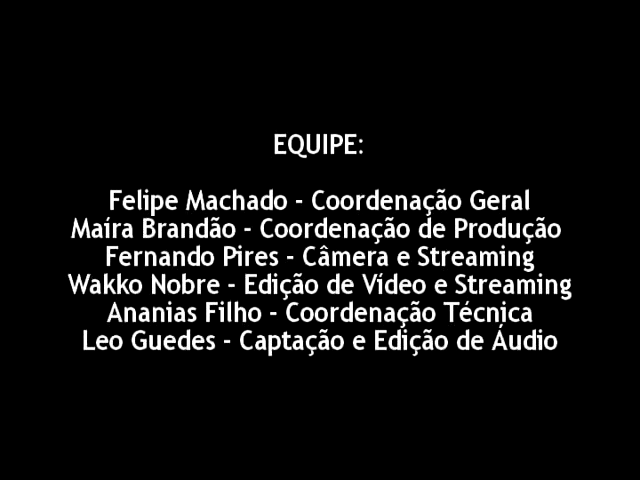 EQUIPE:
Felipe Machado - Coordenação Geral
Maíra Brandão - Coordenação de Produção
Fernando Pires - Câmera e Streaming
Wakko Nobre - Edição de Vídeo e Streaming
Ananias Filho - Coordenação Técnica
Leo Guedes - Captação e Edição de Áudio